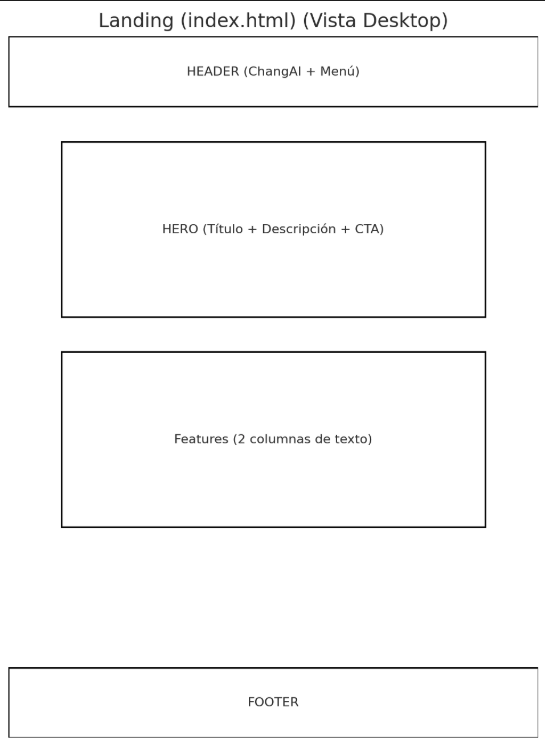 Landing (index.html) (Vista Desktop)
HEADER (ChangAI + Menú)
HERO (Título + Descripción + CTA)
Features (2 columnas de texto)
FOOTER